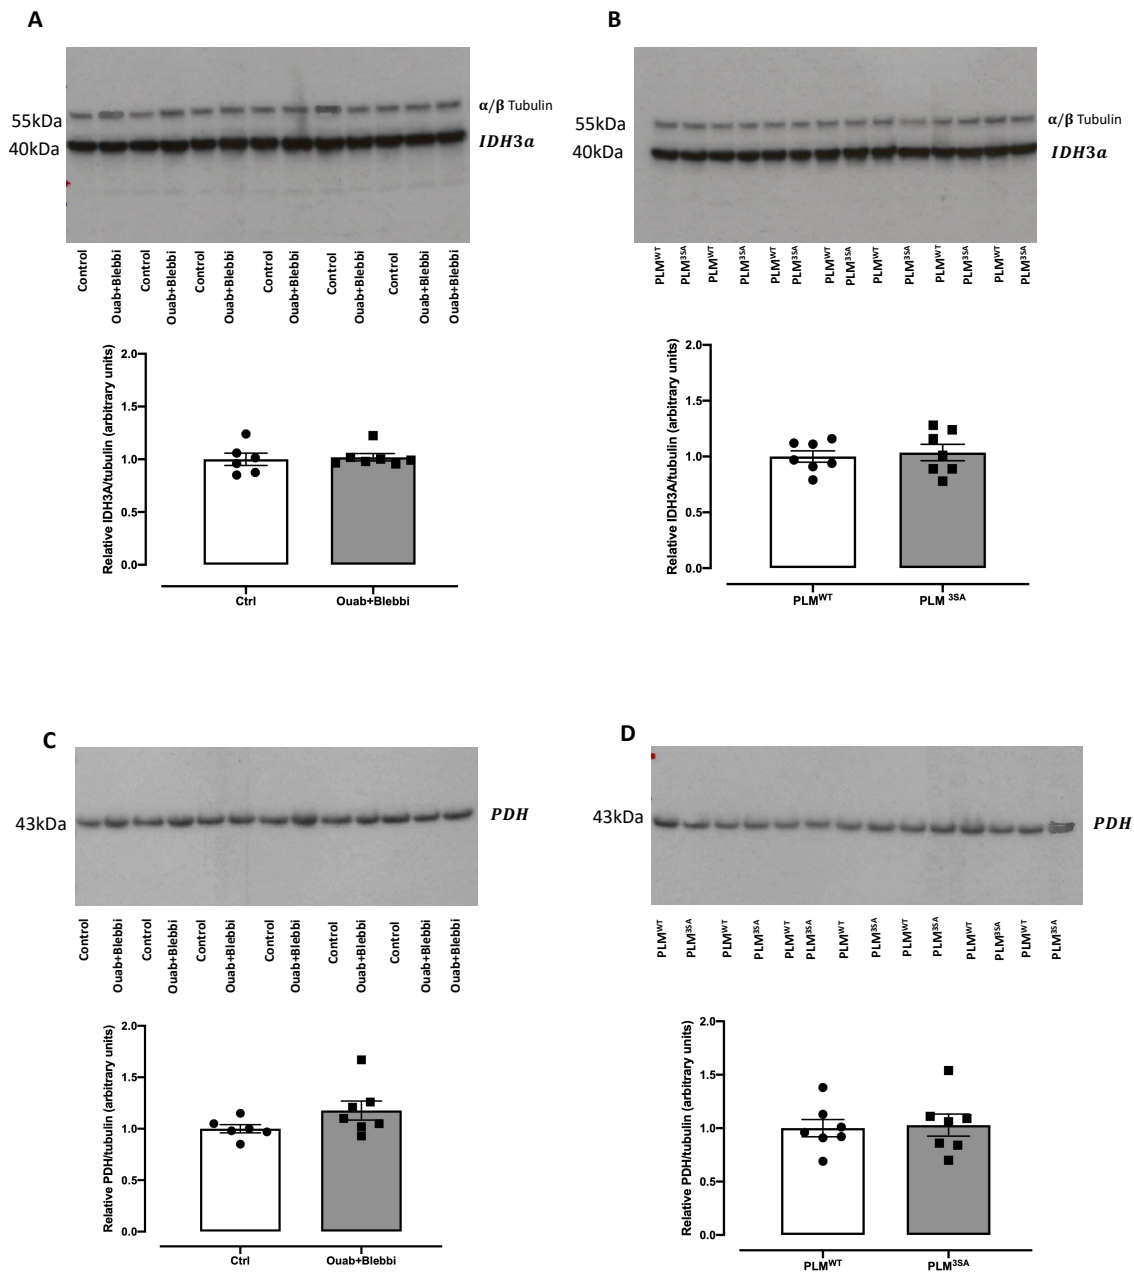 A
55kDa
40kDa
α/β Tubulin
IDH3a
Control
Ouab+Blebbi
Control
Ouab+Blebbi
Control
Ouab+Blebbi
Control
Ouab+Blebbi
Control
Ouab+Blebbi
Control
Ouab+Blebbi
Ouab+Blebbi
Relative IDH3A/tubulin (arbitrary units)
2.0
1.5
1.0
0.5
0.0
Ctrl
Ouab+Blebbi
B
55kDa
40kDa
α/β Tubulin
IDH3a
PLMWT
PLM3SA
PLMWT
PLM3SA
PLMWT
PLM3SA
PLMWT
PLM3SA
PLMWT
PLM3SA
PLMWT
PLM3SA
PLMWT
PLM3SA
Relative IDH3A/tubulin (arbitrary units)
2.0
1.5
1.0
0.5
0.0
PLMWT
PLM 3SA
C
43kDa
PDH
Control
Ouab+Blebbi
Control
Ouab+Blebbi
Control
Ouab+Blebbi
Control
Ouab+Blebbi
Control
Ouab+Blebbi
Control
Ouab+Blebbi
Ouab+Blebbi
Relative PDH/tubulin (arbitrary units)
2.0
1.5
1.0
0.5
0.0
Ctrl
Ouab+Blebbi
D
43kDa
PDH
PLMWT
PLM3SA
PLMWT
PLM3SA
PLMWT
PLM3SA
PLMWT
PLM3SA
PLMWT
PLM3SA
PLMWT
PLM3SA
PLMWT
PLM3SA
Relative PDH/tubulin (arbitrary units)
2.0
1.5
1.0
0.5
0.0
PLMWT
PLM3SA